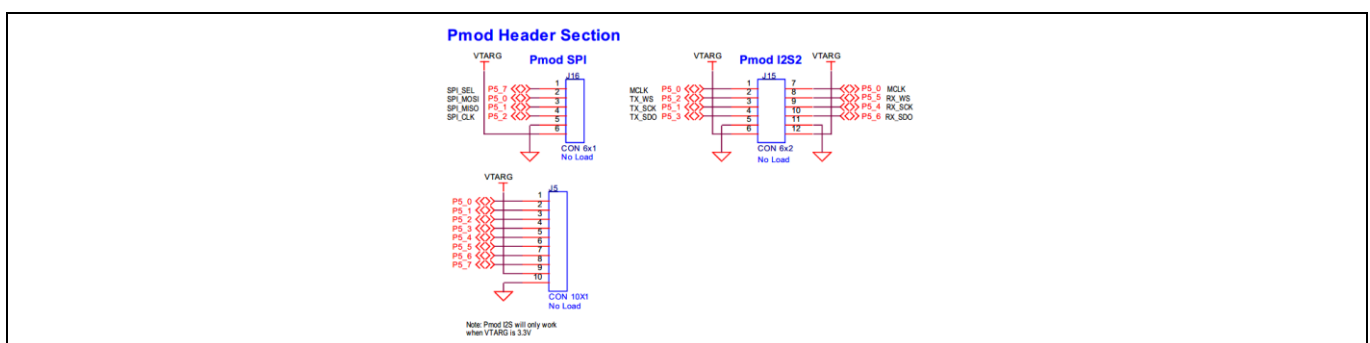 Pmod Header Section
Pmod SPI
VTARG
J16
SPI_SEL P5_7 1
SPI_MOSI P5_0 2
SPI_MISO P5_1 3
SPI_CLK P5_2 4
5
6
CON 6x1
No Load
Pmod I2S2
VTARG VTARG
J15
MCLK P5_0 1 7 P5_0 MCLK
TX_WS P5_2 2 8 P5_5 RX_WS
TX_SCK P5_1 3 9 P5_4 RX_SCK
TX_SDO P5_3 4 10 P5_6 RX_SDO
5 11
6 12
CON 6x2
No Load
VTARG
J5
P5_0 1
P5_1 2
P5_2 3
P5_3 4
P5_4 5
P5_5 6
P5_6 7
P5_7 8
9
10
CON 10X1
No Load
Note: Pmod I2S will only work
when VTARG is 3.3V